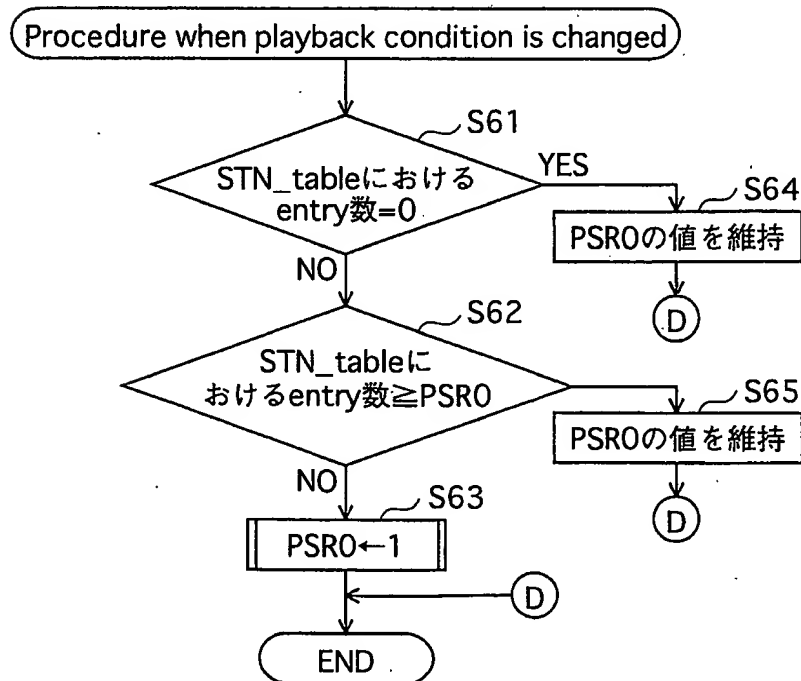 Procedure when playback condition is changed
S61
STN_tableにおける
entry数=0
YES
S64
PSR0の値を維持
D
NO
S62
STN_tableに
おけるentry数≧PSR0
S65
PSR0の値を維持
D
NO
S63
PSR0←1
D
END